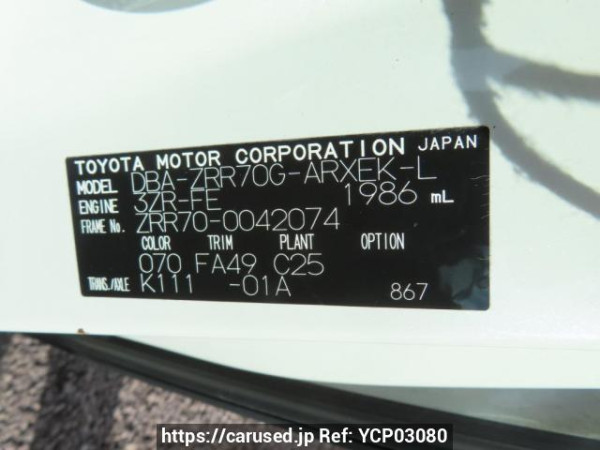 TOYOTA MOTOR CORPORATION JAPAN
MODEL DBA-ZRR70G-ARXEK-L
ENGINE 3ZR-FE 1986 mL
FRAME No. ZRR70-0042074
COLOR TRIM PLANT OPTION
070 FA49 C25
TRANS./AXLE K111 -01A 867
https://carused.jp Ref: YCP03080